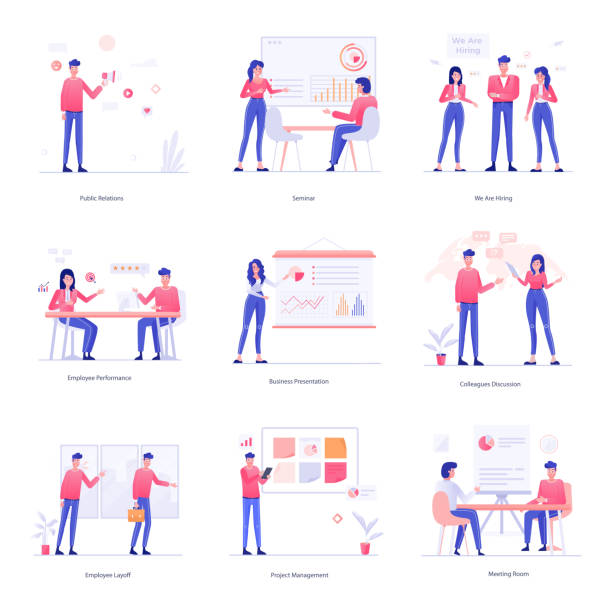 We Are
Hiring
Public Relations
Seminar
We Are Hiring
Employee Performance
Business Presentation
Colleagues Discussion
Employee Layoff
Project Management
Meeting Room